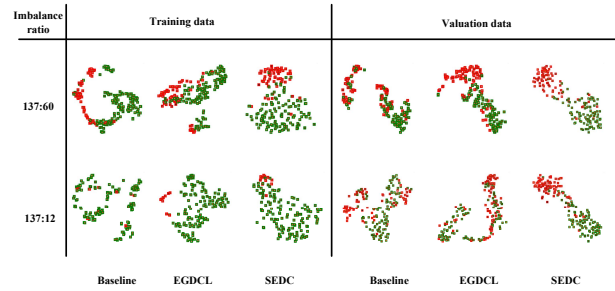 Imbalance
ratio
Training data
Valuation data
137:60
137:12
Baseline
EGDCL
SEDC
Baseline
EGDCL
SEDC